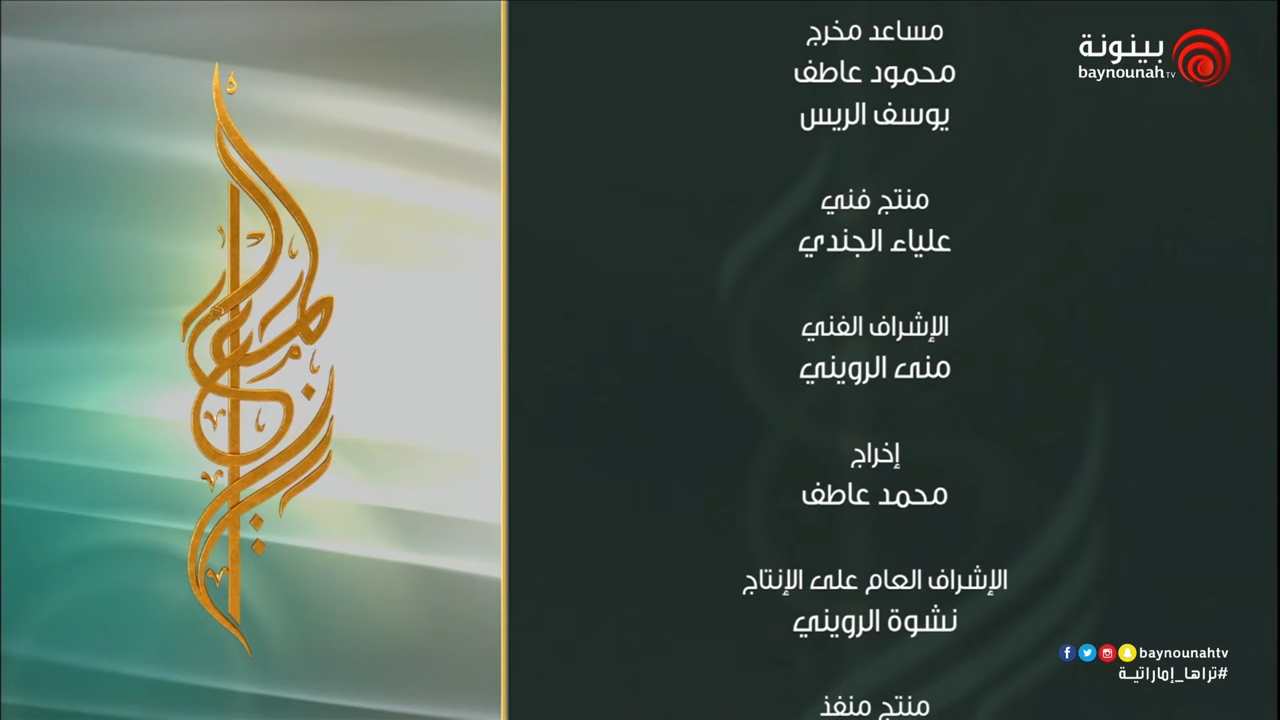 مساعد مخرج
محمود عاطف
يوسف الريس
منتج فني
علياء الجندي
الإشراف الفني
منى الرويني
إخراج
محمد عاطف
الإشراف العام على الإنتاج
نشوة الرويني
منتج منفذ
بينونة
baynounah TV
baynounahtv
#تراها_إماراتيـة